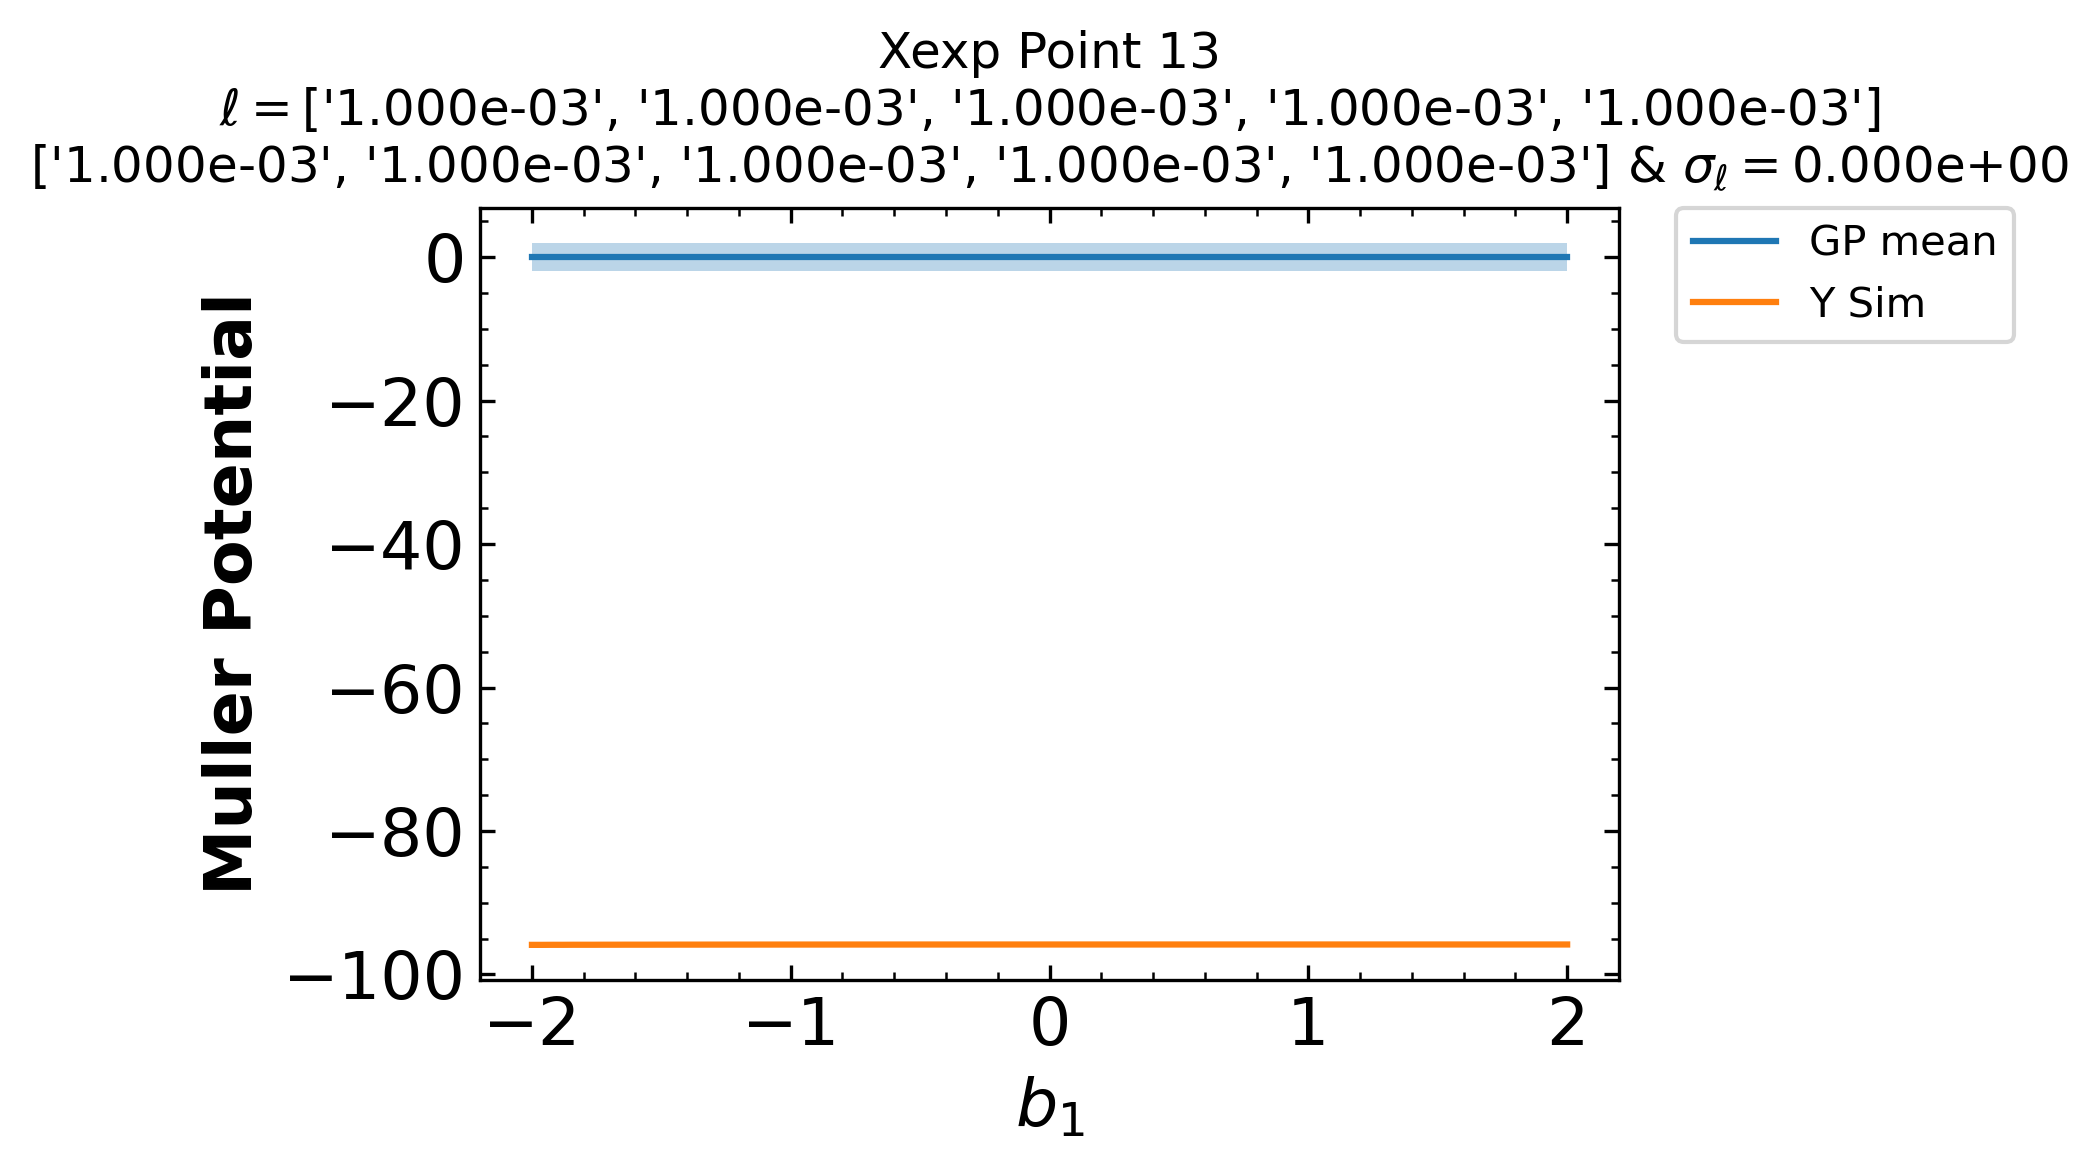 Xexp Point 13
ℓ = ['1.000e-03', '1.000e-03', '1.000e-03', '1.000e-03', '1.000e-03']
['1.000e-03', '1.000e-03', '1.000e-03', '1.000e-03', '1.000e-03'] & σℓ = 0.000e+00
GP mean
Y Sim
Muller Potential
0
−20
−40
−60
−80
−100
−2 −1 0 1 2
b₁